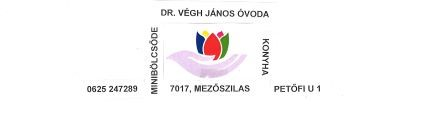 DR. VÉGH JÁNOS ÓVODA
MINIBÖLCSŐDE
KONYHA
0625 247289
7017, MEZŐSZILAS
PETŐFI U 1